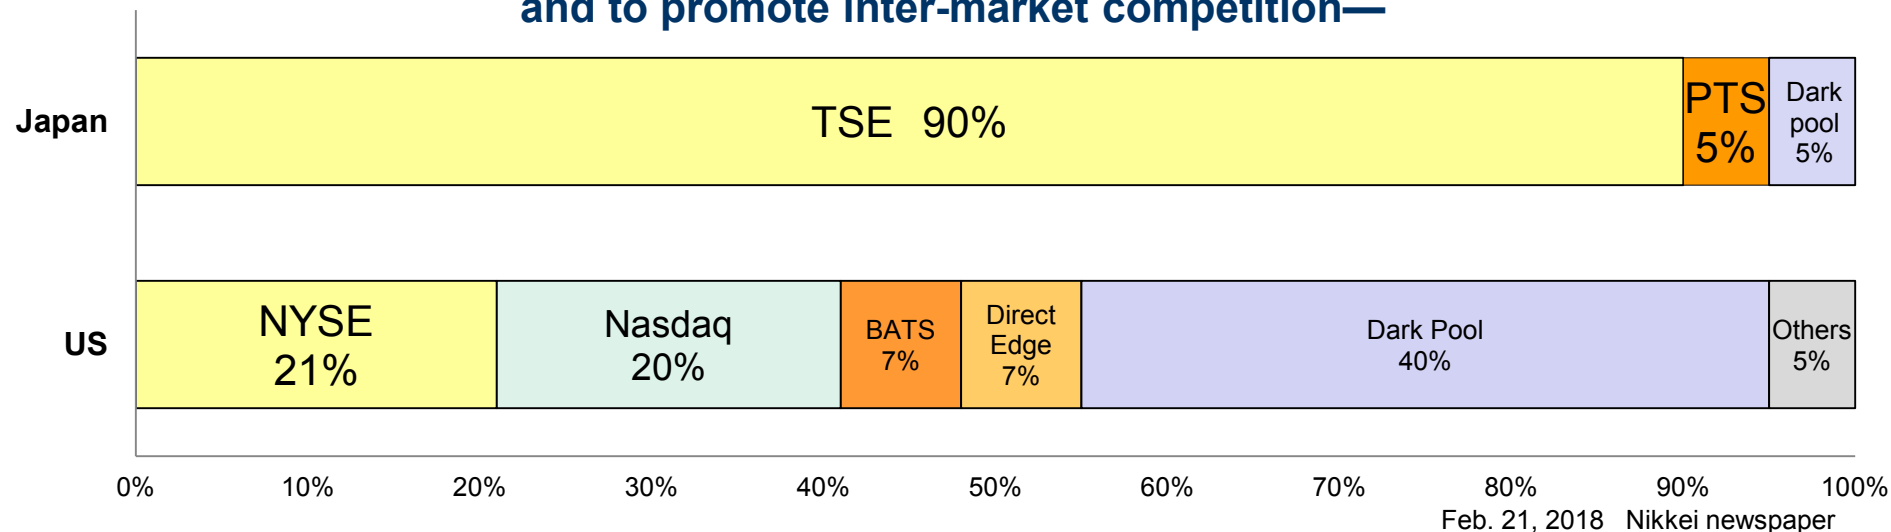 and to promote inter-market competition—
Japan
TSE 90%
PTS
5%
Dark
pool
5%
US
NYSE
21%
Nasdaq
20%
BATS
7%
Direct
Edge
7%
Dark Pool
40%
Others
5%
0% 10% 20% 30% 40% 50% 60% 70% 80% 90% 100%
Feb. 21, 2018 Nikkei newspaper